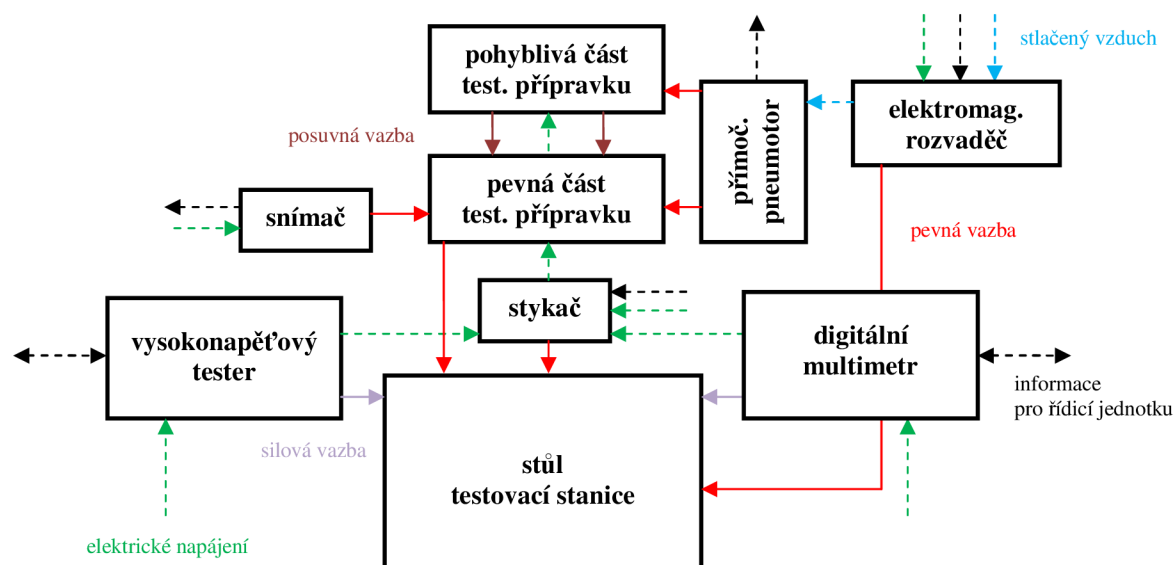 pohyblivá část
test. přípravku
stlačený vzduch
elektromag.
rozvaděč
přímoč.
pneumotor
posuvná vazba
pevná část
test. přípravku
snímač
pevná vazba
stykač
vysokonapěťový
tester
digitální
multimetr
informace
pro řídicí jednotku
silová vazba
stůl
testovací stanice
elektrické napájení